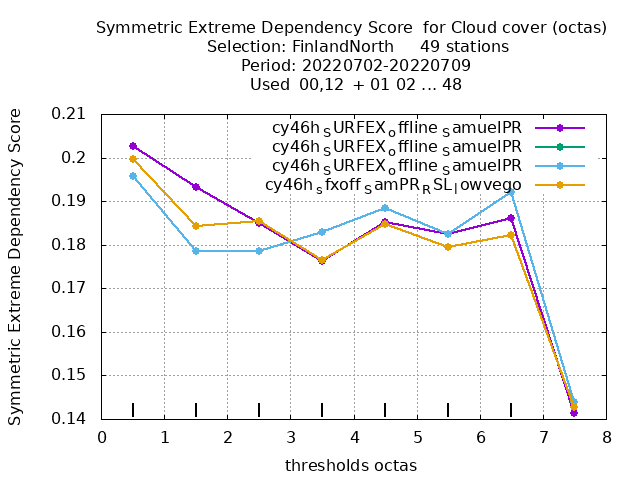 Symmetric Extreme Dependency Score for Cloud cover (octas)
Selection: FinlandNorth 49 stations
Period: 20220702-20220709
Used 00,12 + 01 02 ... 48
Symmetric Extreme Dependency Score
0.21
0.2
0.19
0.18
0.17
0.16
0.15
0.14
cy46h_SURFEX_offline_SamuelPR
cy46h_SURFEX_offline_SamuelPR
cy46h_SURFEX_offline_SamuelPR
cy46h_sfxoff_SamPR_RSL_lowvego
0 1 2 3 4 5 6 7 8
thresholds octas